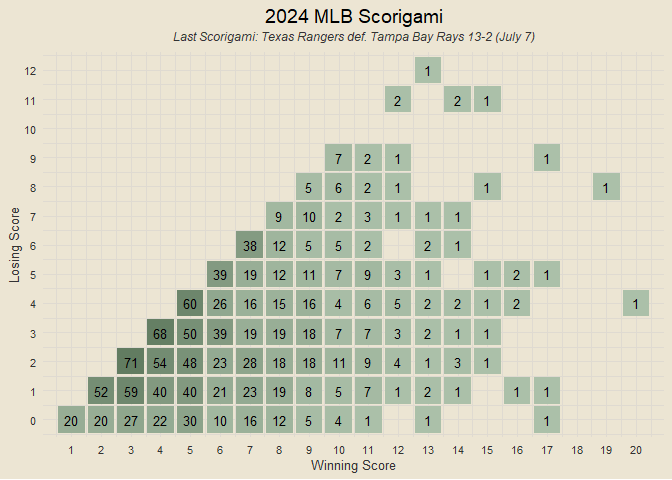 2024 MLB Scorigami
Last Scorigami: Texas Rangers def. Tampa Bay Rays 13-2 (July 7)
12 1
11 2 2 1
10
9 7 2 1 1
8 5 6 2 1 1 1
7 9 10 2 3 1 1 1
6 38 12 5 5 2 2 1
5 39 19 12 11 7 9 3 1 1 2 1
4 60 26 16 15 16 4 6 5 2 2 1 2 1
3 68 50 39 19 19 18 7 7 3 2 1 1
2 71 54 48 23 28 18 18 11 9 4 1 3 1
1 52 59 40 40 21 23 19 8 5 7 1 2 1 1 1
0 20 20 27 22 30 10 16 12 5 4 1 1 1
1 2 3 4 5 6 7 8 9 10 11 12 13 14 15 16 17 18 19 20
Losing Score
Winning Score